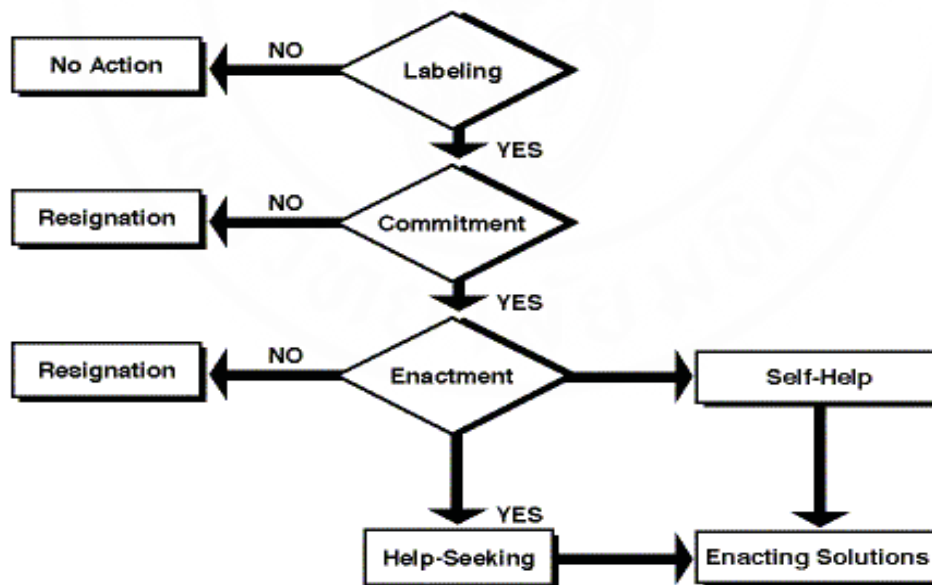 NO
No Action
Labeling
YES
NO
Resignation
Commitment
YES
NO
Resignation
Enactment
Self-Help
YES
Help-Seeking
Enacting Solutions